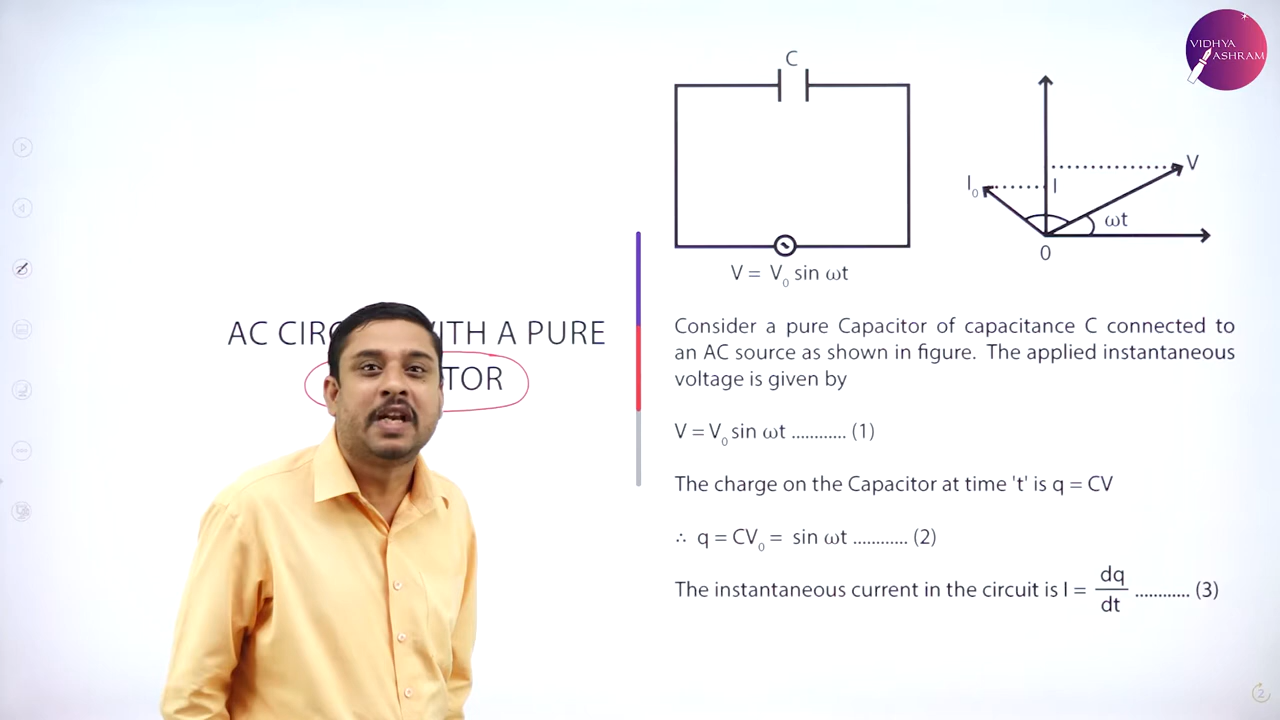 VIDHYA
ASHRAM
C
V = V₀ sin ωt
V
I₀
I
ωt
0
AC CIR ITH A PURE
TOR
Consider a pure Capacitor of capacitance C connected to
an AC source as shown in figure. The applied instantaneous
voltage is given by
V = V₀ sin ωt ............ (1)
The charge on the Capacitor at time 't' is q = CV
∴ q = CV₀ = sin ωt ............ (2)
The instantaneous current in the circuit is I = dq/dt ............ (3)
2